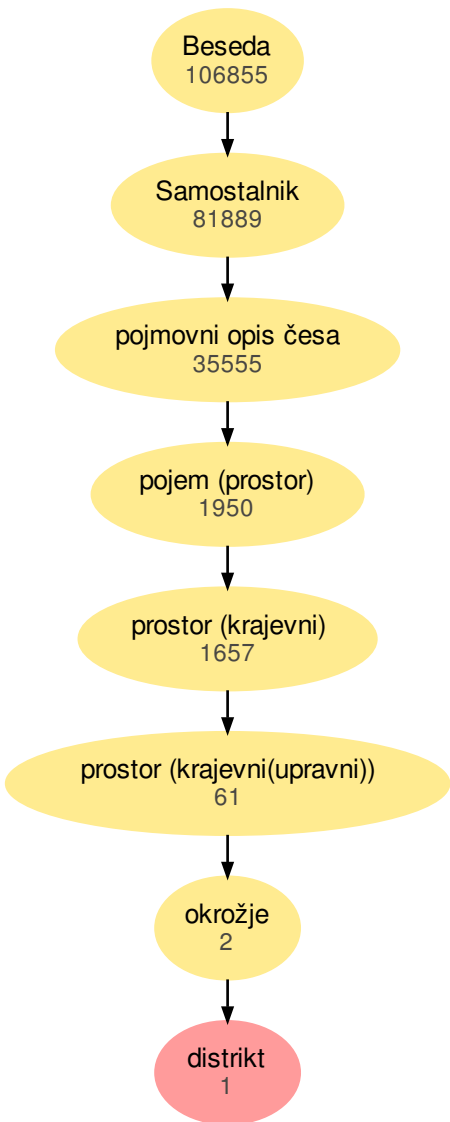 Beseda
106855
Samostalnik
81889
pojmovni opis česa
35555
pojem (prostor)
1950
prostor (krajevni)
1657
prostor (krajevni(upravni))
61
okrožje
2
distrikt
1